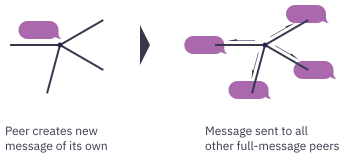 Peer creates new
message of its own
Message sent to all
other full-message peers